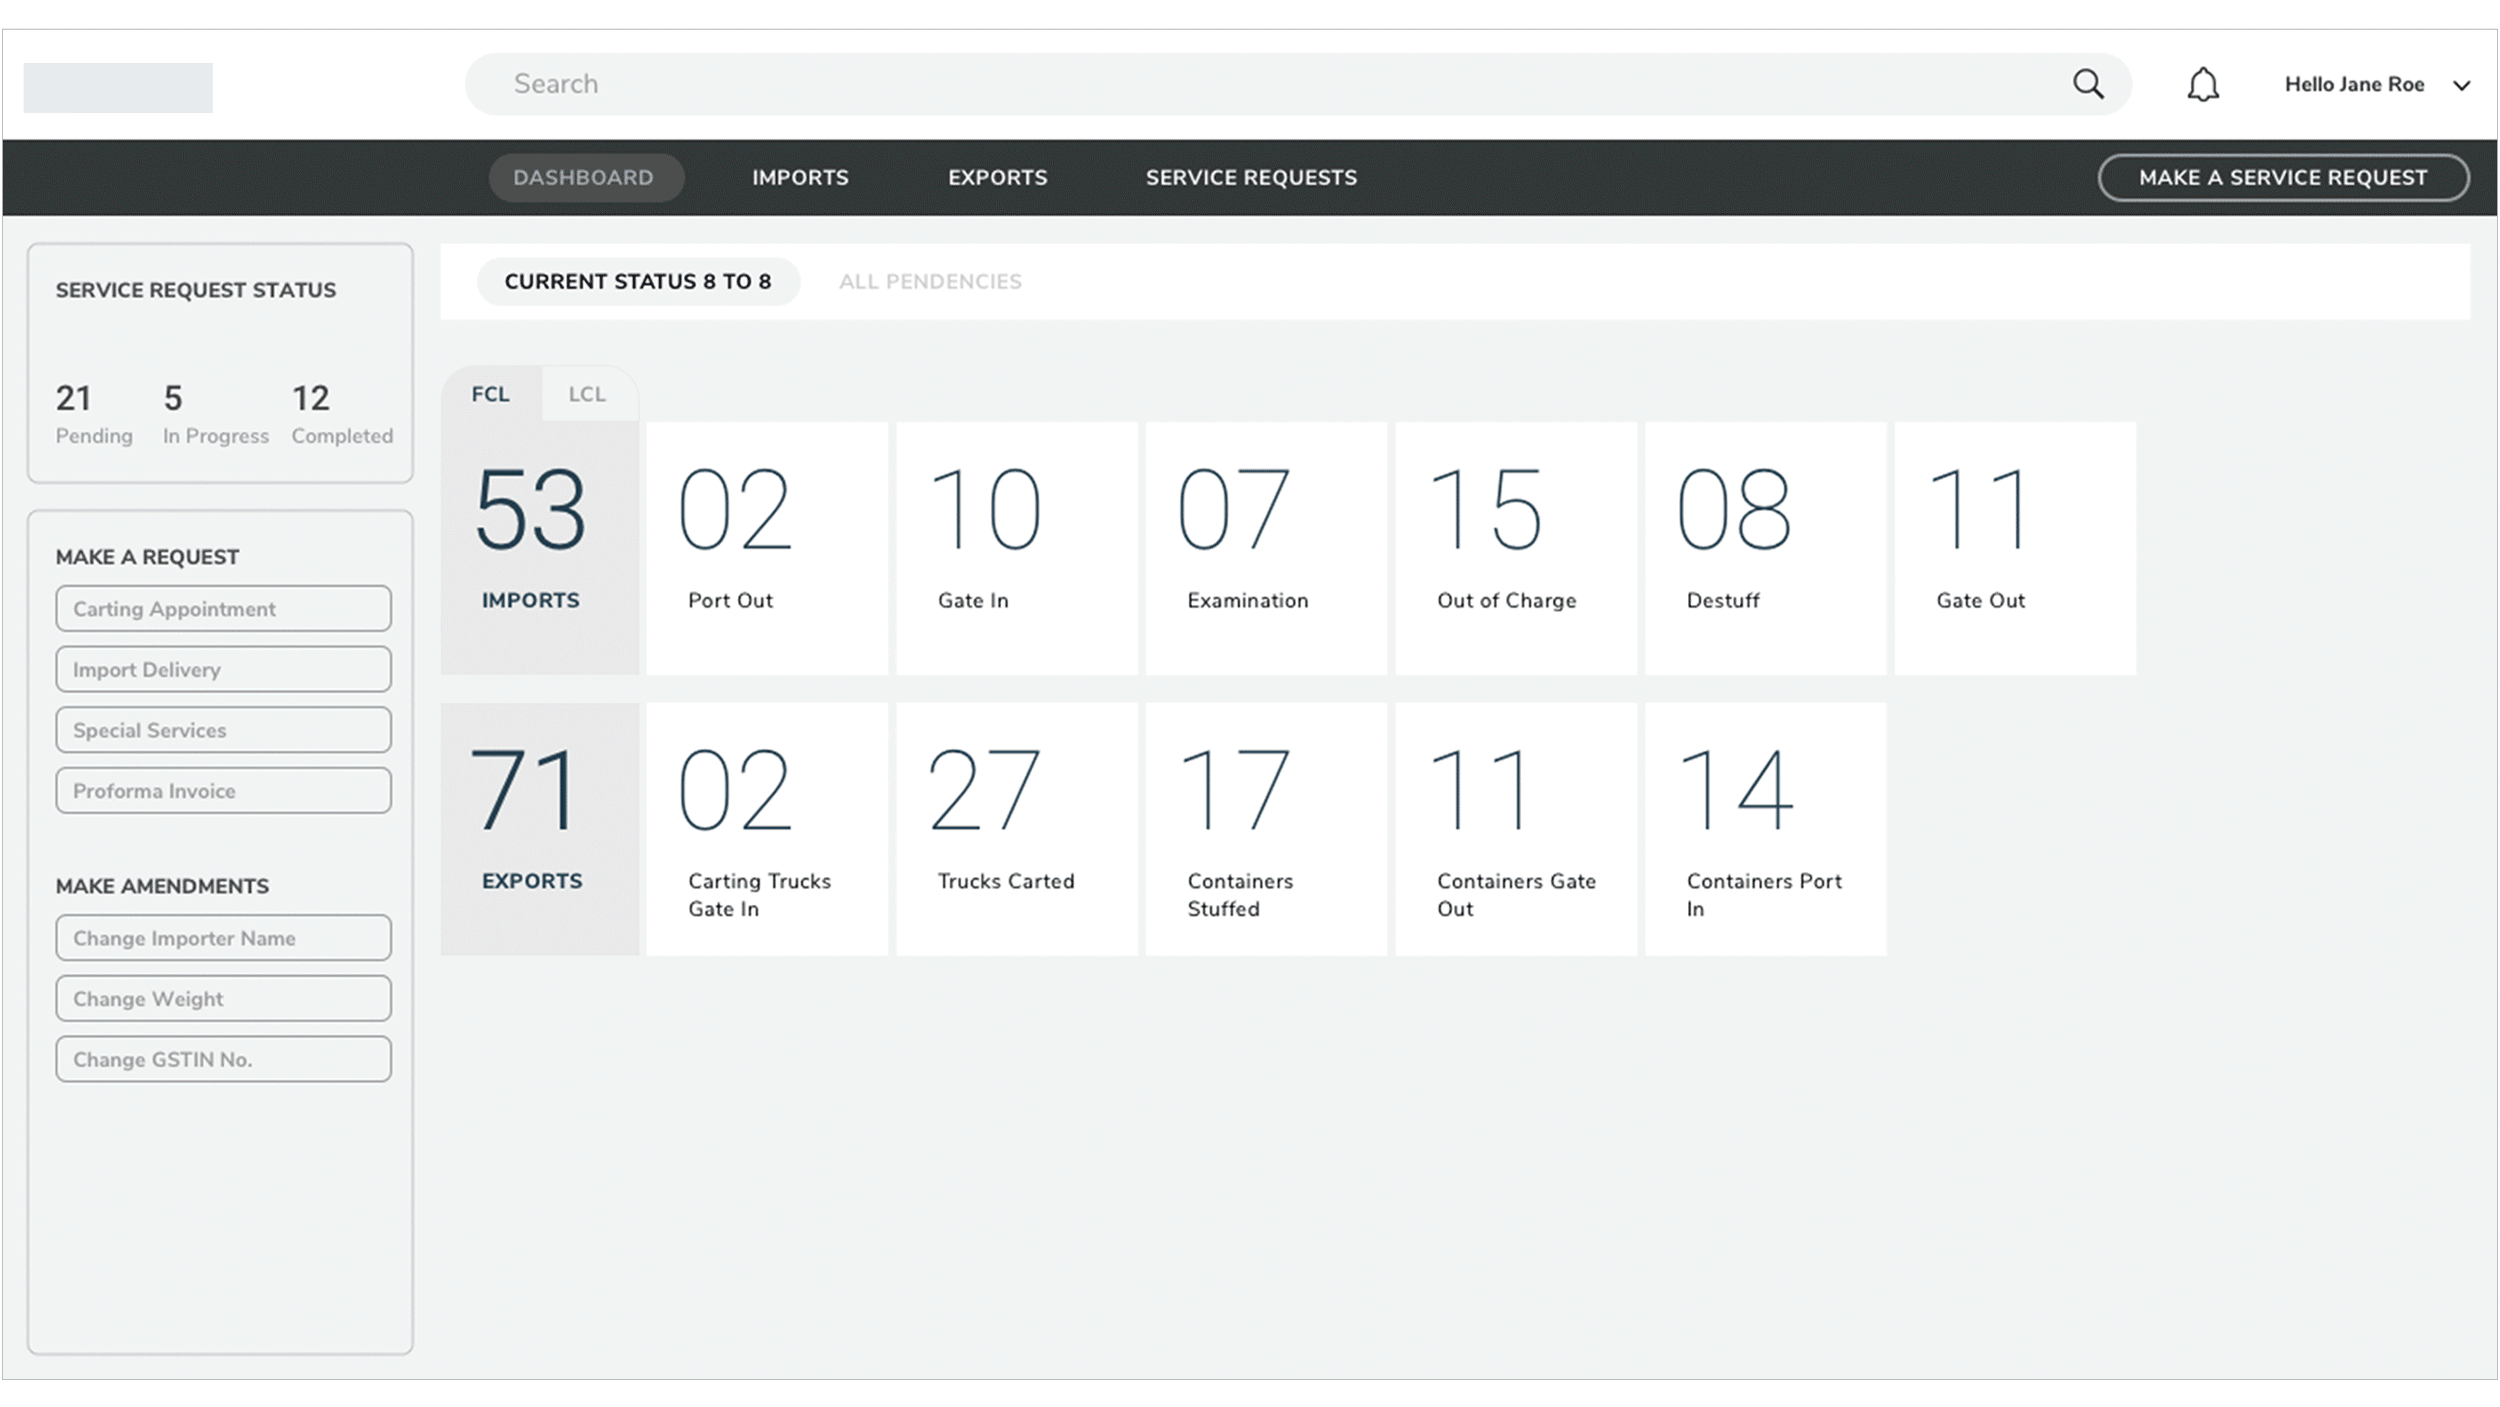 Search
Hello Jane Roe
DASHBOARD
IMPORTS
EXPORTS
SERVICE REQUESTS
MAKE A SERVICE REQUEST
SERVICE REQUEST STATUS
21
Pending
5
In Progress
12
Completed
MAKE A REQUEST
Carting Appointment
Import Delivery
Special Services
Proforma Invoice
MAKE AMENDMENTS
Change Importer Name
Change Weight
Change GSTIN No.
CURRENT STATUS 8 TO 8
ALL PENDENCIES
FCL
LCL
53
IMPORTS
02
Port Out
10
Gate In
07
Examination
15
Out of Charge
08
Destuff
11
Gate Out
71
EXPORTS
02
Carting Trucks
Gate In
27
Trucks Carted
17
Containers
Stuffed
11
Containers Gate
Out
14
Containers Port
In